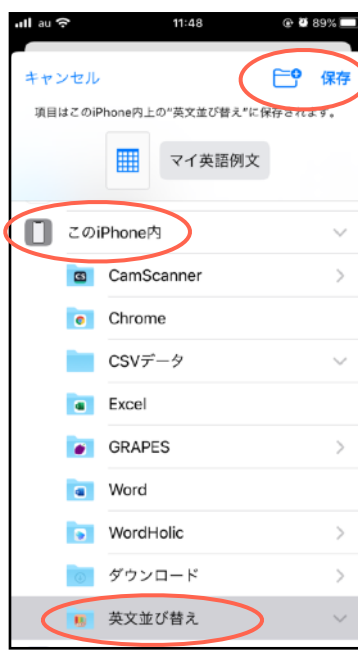 au 11:48 89%
キャンセル 保存
項目はこのiPhone内上の“英文並び替え”に保存されます。
マイ英語例文
このiPhone内
CamScanner
Chrome
CSVデータ
Excel
GRAPES
Word
WordHolic
ダウンロード
英文並び替え